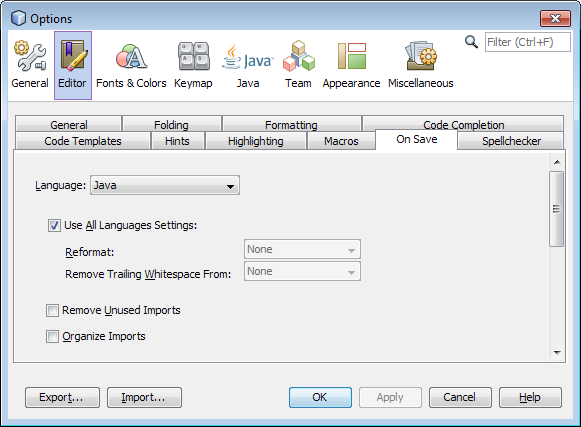 Options
Filter (Ctrl+F)
General Editor Fonts & Colors Keymap Java Team Appearance Miscellaneous
General Folding Formatting Code Completion
Code Templates Hints Highlighting Macros On Save Spellchecker
Language: Java
Use All Languages Settings:
Reformat: None
Remove Trailing Whitespace From: None
Remove Unused Imports
Organize Imports
Export... Import... OK Apply Cancel Help